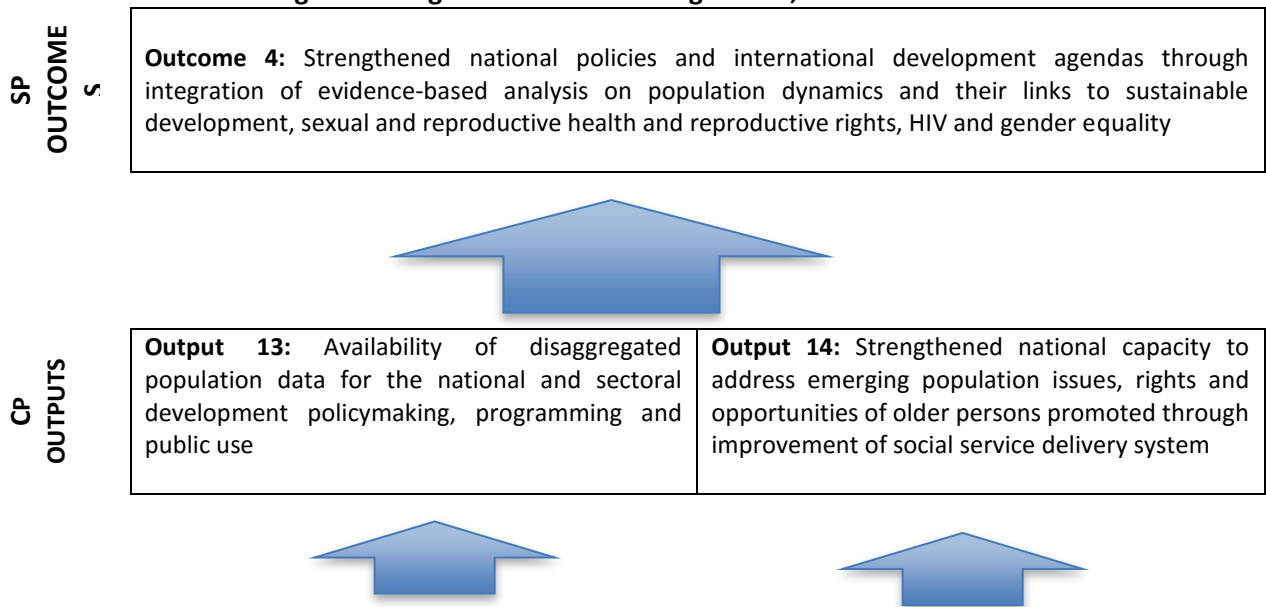 SP
OUTCOME
S
Outcome 4: Strengthened national policies and international development agendas through
integration of evidence-based analysis on population dynamics and their links to sustainable
development, sexual and reproductive health and reproductive rights, HIV and gender equality
CP
OUTPUTS
Output 13: Availability of disaggregated
population data for the national and sectoral
development policymaking, programming and
public use
Output 14: Strengthened national capacity to
address emerging population issues, rights and
opportunities of older persons promoted through
improvement of social service delivery system